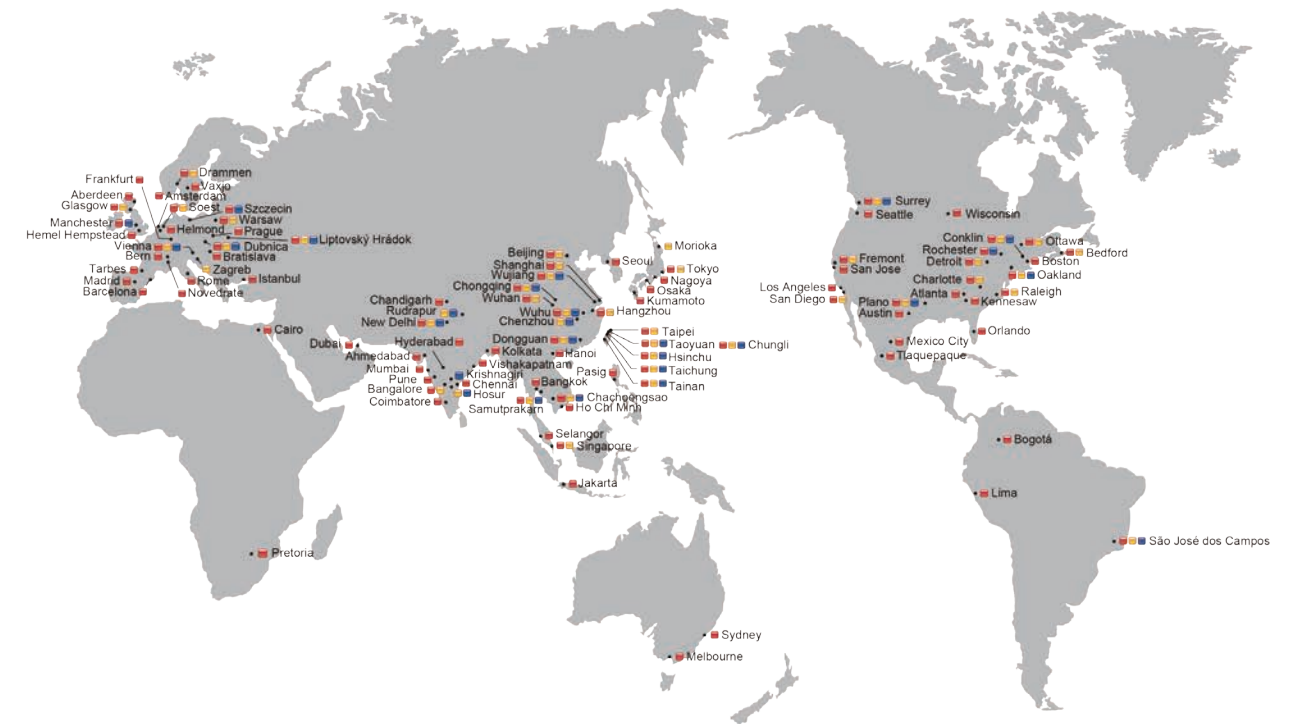 Drammen
Frankfurt
Vaxjo
Aberdeen
Amsterdam
Glasgow
Soest
Szczecin
Manchester
Warsaw
Hemel Hempstead
Helmond
Prague
Liptovský Hrádok
Vienna
Dubnica
Bern
Bratislava
Tarbes
Zagreb
Madrid
Rome
Istanbul
Barcelona
Novedrate
Cairo
Dubai
Pretoria
Chandigarh
Rudrapur
New Delhi
Hyderabad
Ahmedabad
Mumbai
Pune
Bangalore
Coimbatore
Kolkata
Vishakapatnam
Krishnagiri
Chennai
Hosur
Beijing
Shanghai
Wujiang
Chongqing
Wuhan
Wuhu
Chenzhou
Dongguan
Hangzhou
Hanoi
Bangkok
Samutprakarn
Chachoengsao
Ho Chi Minh
Pasig
Selangor
Singapore
Jakarta
Seoul
Morioka
Tokyo
Nagoya
Osaka
Kumamoto
Taipei
Taoyuan
Chungli
Hsinchu
Taichung
Tainan
Sydney
Melbourne
Surrey
Seattle
Wisconsin
Conklin
Ottawa
Rochester
Bedford
Detroit
Boston
Oakland
Fremont
San Jose
Charlotte
Los Angeles
Atlanta
Raleigh
San Diego
Plano
Kennesaw
Austin
Orlando
Mexico City
Tlaquepaque
Bogotá
Lima
São José dos Campos